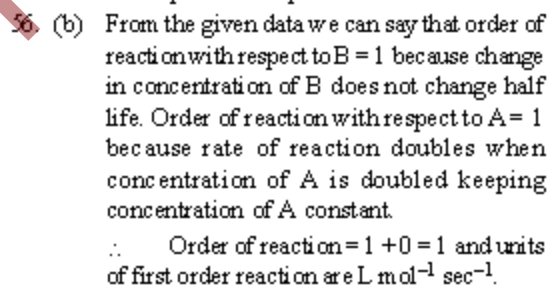 56. (b) From the given data we can say that order of
reaction with respect to B = 1 because change
in concentration of B does not change half
life. Order of reaction with respect to A = 1
because rate of reaction doubles when
concentration of A is doubled keeping
concentration of A constant.
∴ Order of reaction = 1 + 0 = 1 and units
of first order reaction are L mol⁻¹ sec⁻¹.